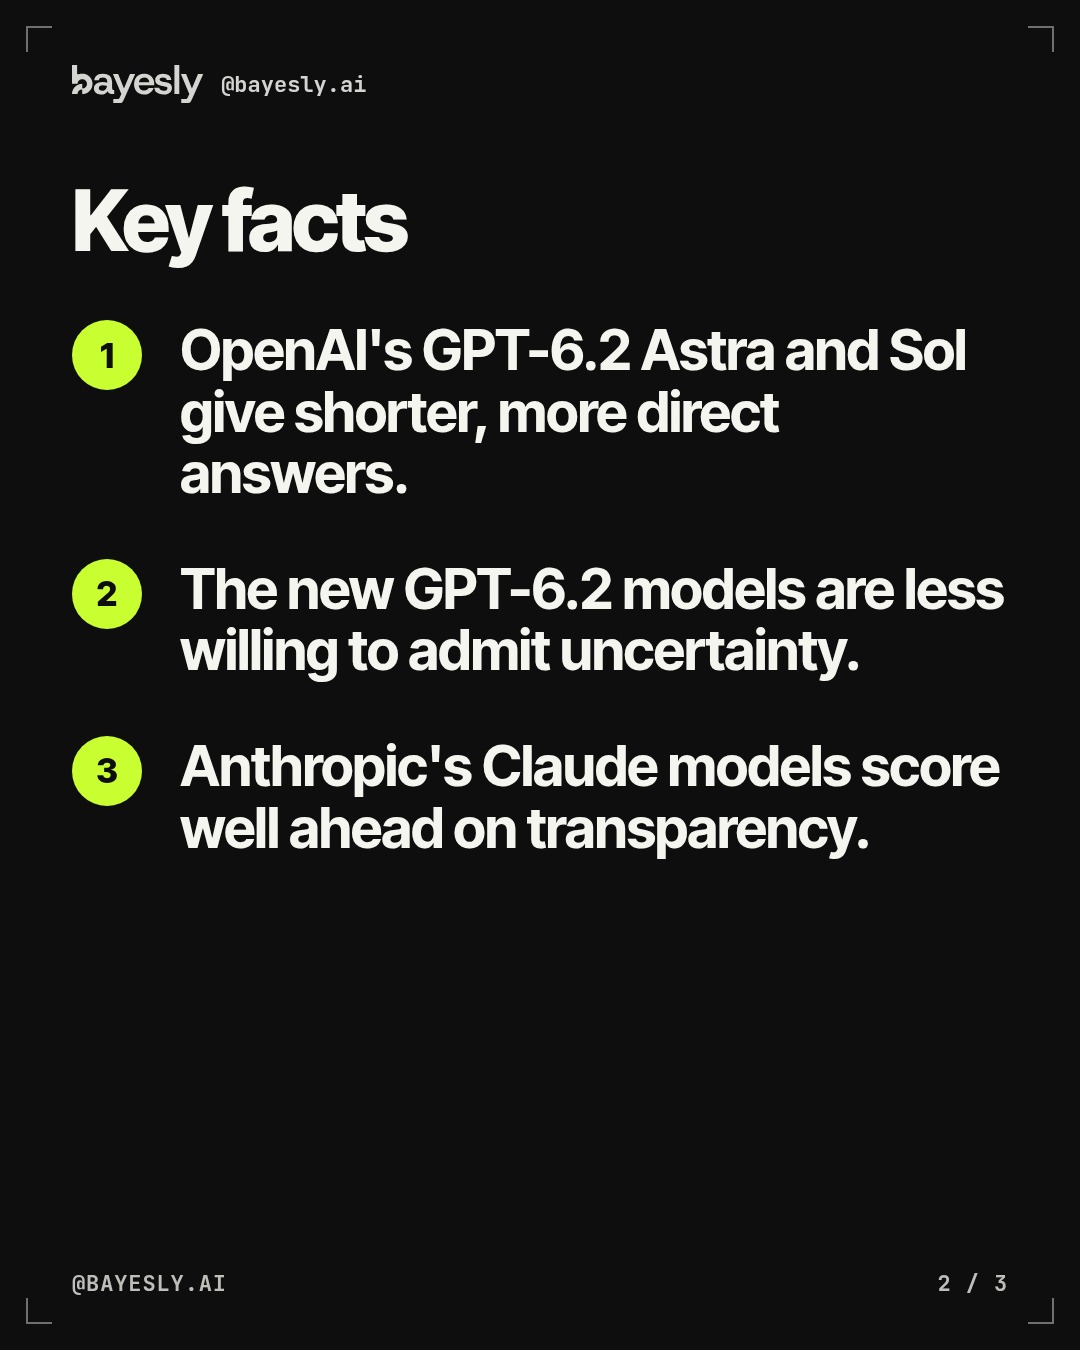 bayesly @bayesly.ai
Key facts
1 OpenAI's GPT-6.2 Astra and Sol
give shorter, more direct
answers.
2 The new GPT-6.2 models are less
willing to admit uncertainty.
3 Anthropic's Claude models score
well ahead on transparency.
@BAYESLY.AI 2 / 3